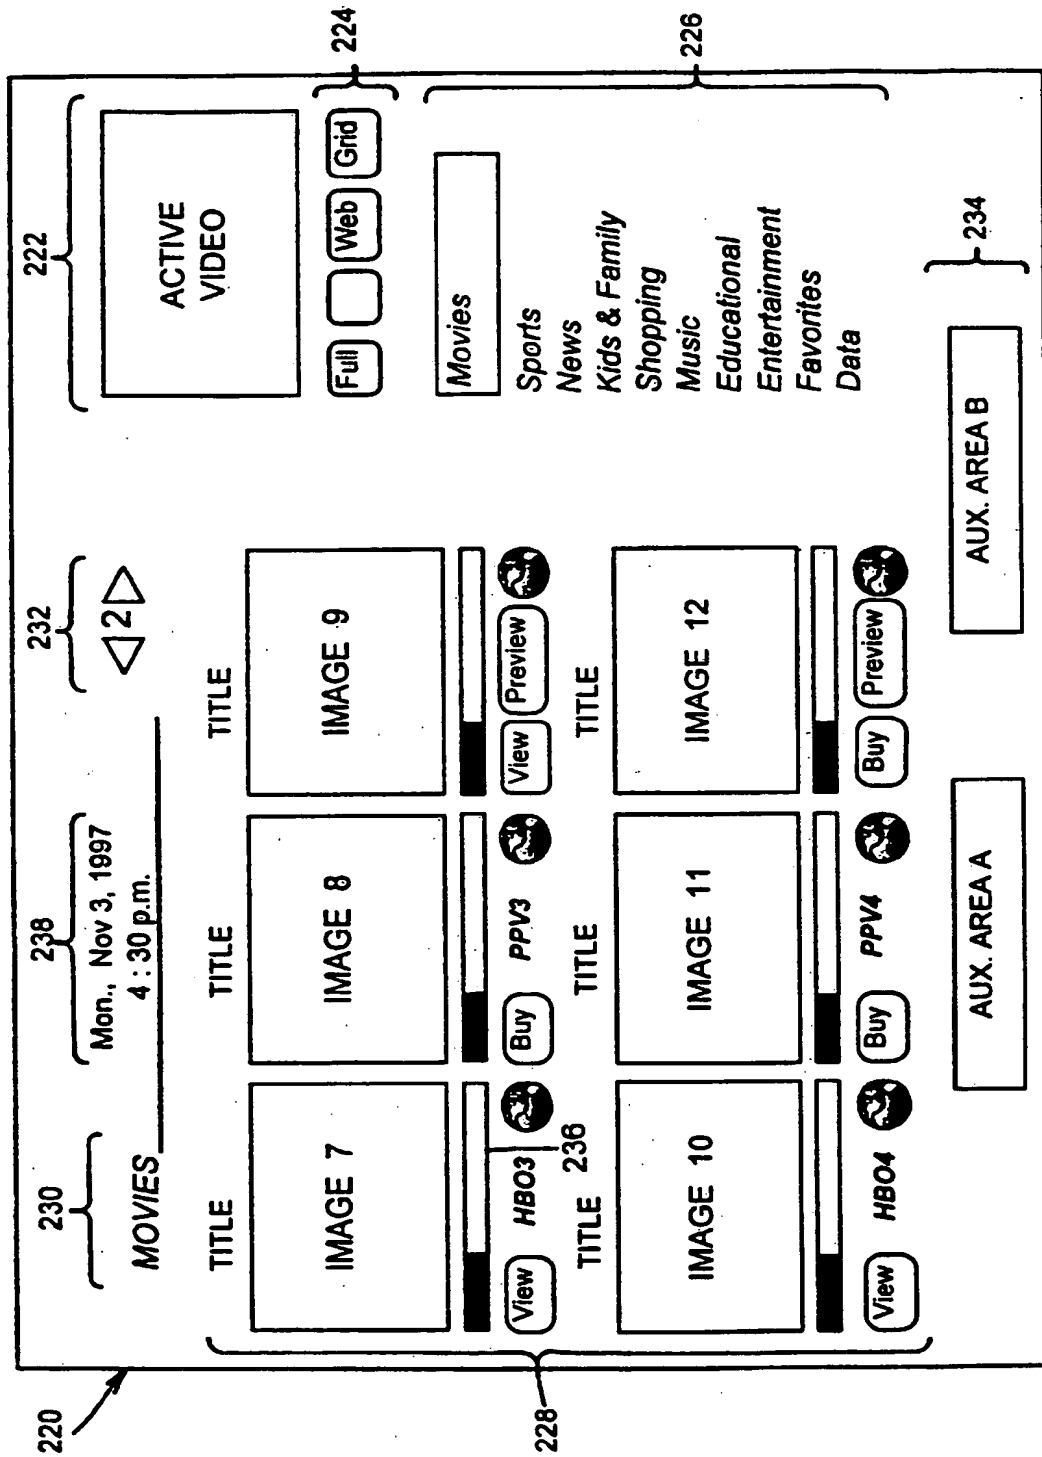 220
230
238
232
222
MOVIES
Mon., Nov 3, 1997
4 : 30 p.m.
2
ACTIVE
VIDEO
224
Full
Web
Grid
226
Movies
Sports
News
Kids & Family
Shopping
Music
Educational
Entertainment
Favorites
Data
228
TITLE
TITLE
TITLE
IMAGE 7
IMAGE 8
IMAGE 9
View
HBO3
Buy
PPV3
View
Preview
236
TITLE
TITLE
TITLE
IMAGE 10
IMAGE 11
IMAGE 12
View
HBO4
Buy
PPV4
Buy
Preview
AUX. AREA A
AUX. AREA B
234